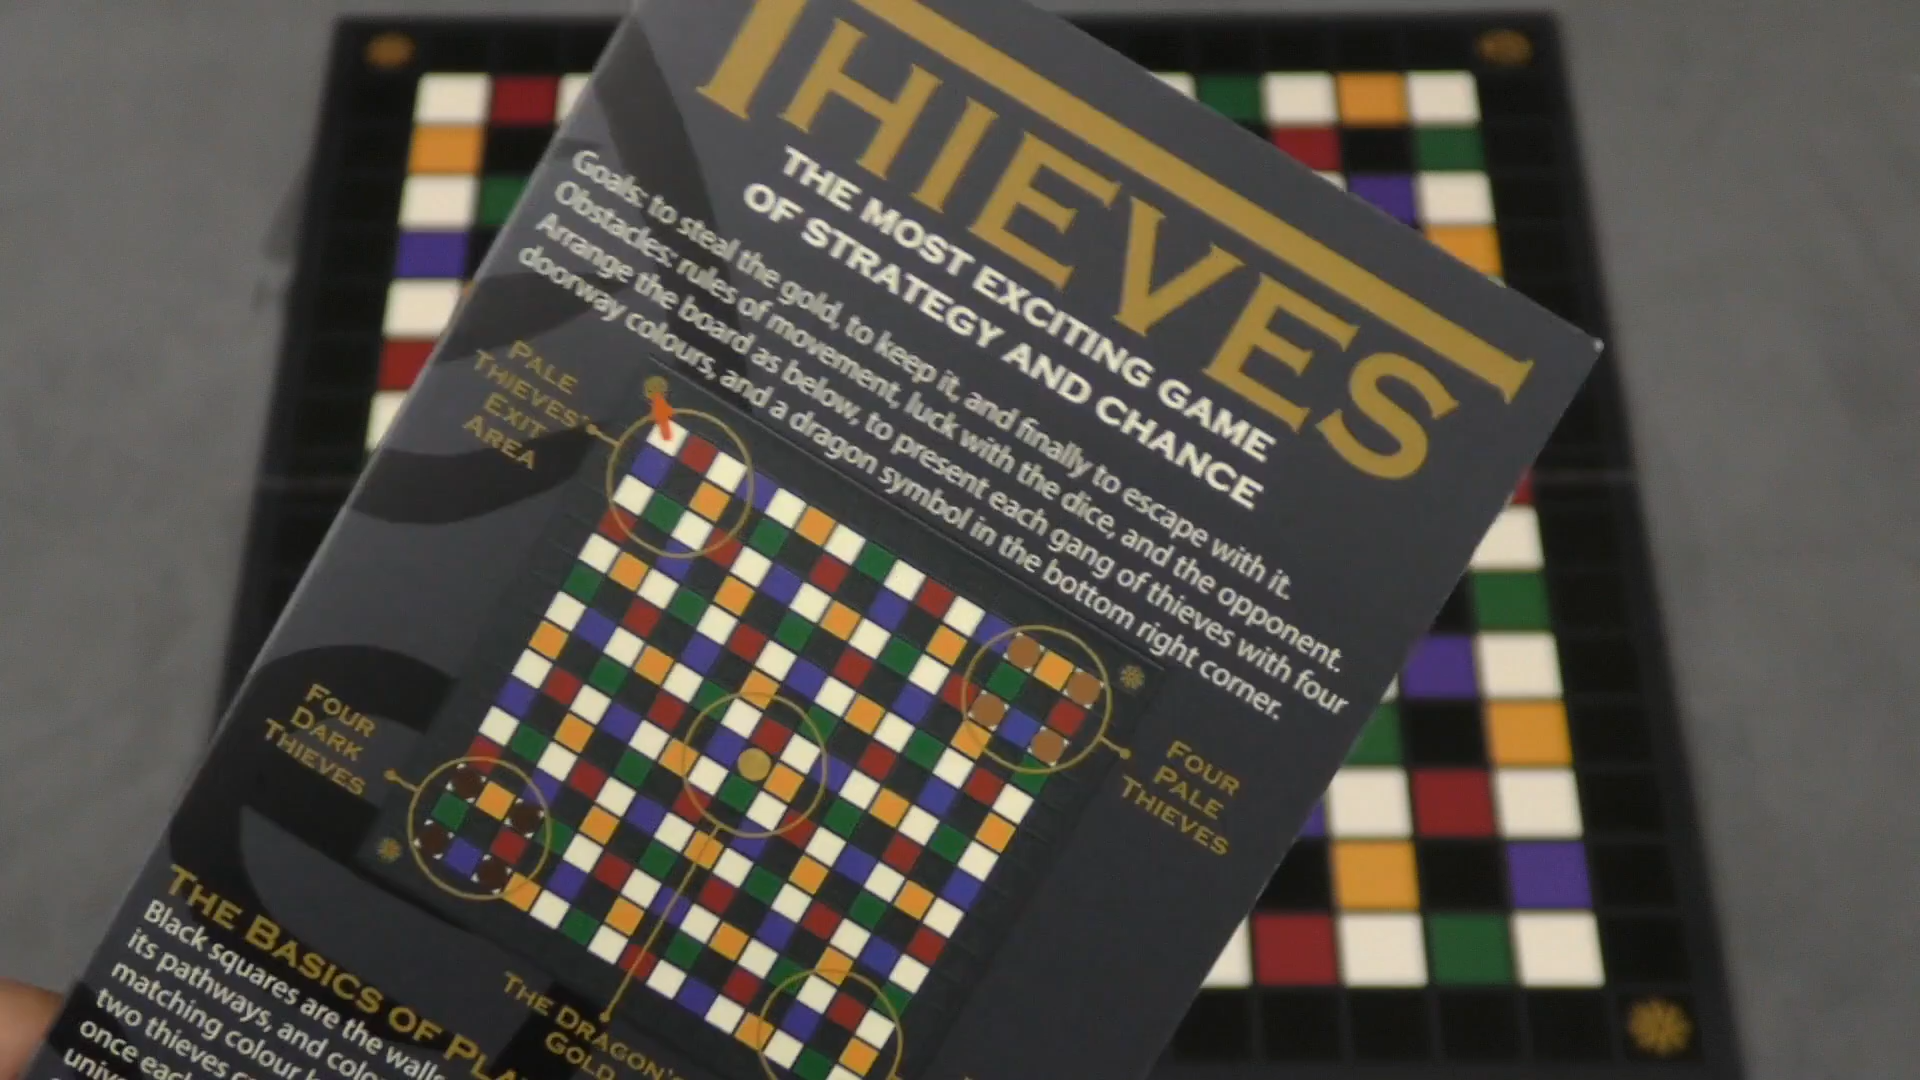 THIEVES
THE MOST EXCITING GAME
OF STRATEGY AND CHANCE
Goals: to steal the gold, to keep it, and finally to escape with it.
Obstacles: rules of movement, luck with the dice, and the opponent.
Arrange the board as below, to present each gang of thieves with four
doorway colours, and a dragon symbol in the bottom right corner.
PALE
THIEVES'
EXIT
AREA
FOUR
DARK
THIEVES
FOUR
PALE
THIEVES
THE DRAGON'S
GOLD
THE BASICS OF
Black squares are the walls
its pathways, and
matching colour
two thieves
once